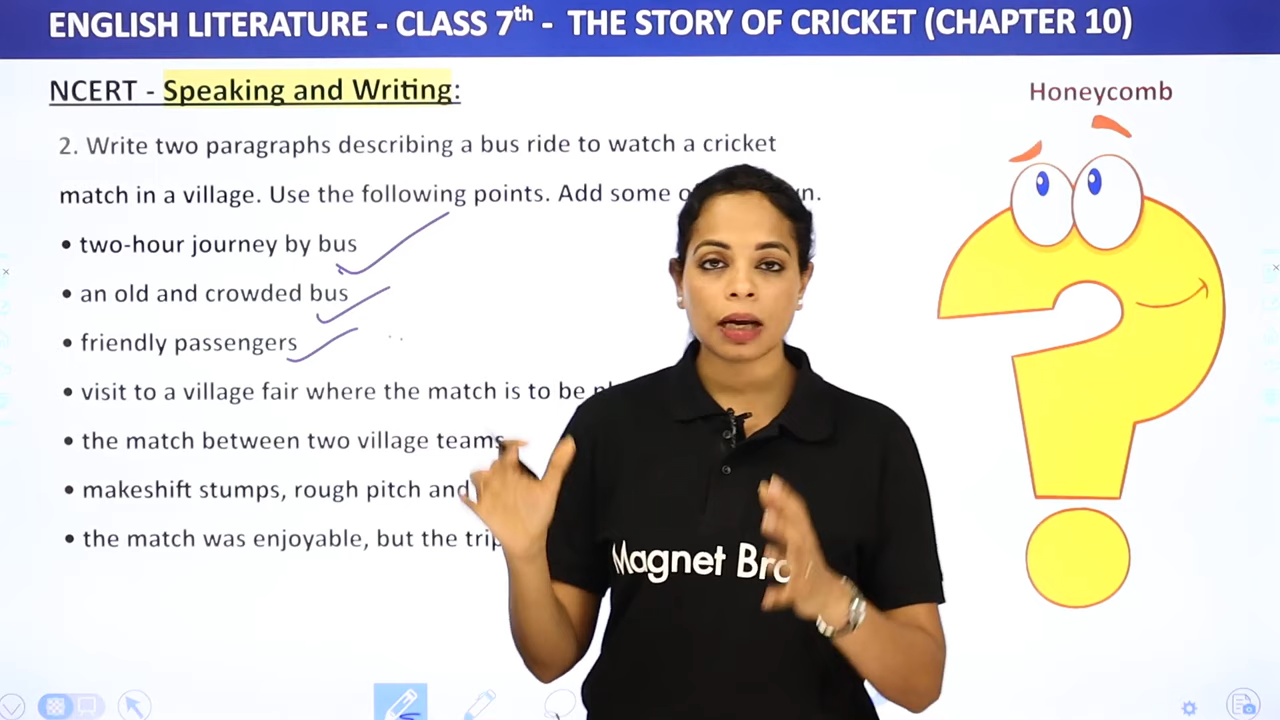 ENGLISH LITERATURE - CLASS 7th - THE STORY OF CRICKET (CHAPTER 10)
NCERT - Speaking and Writing:
Honeycomb
2. Write two paragraphs describing a bus ride to watch a cricket
match in a village. Use the following points. Add some
• two-hour journey by bus
• an old and crowded bus
• friendly passengers
• visit to a village fair where the match is to be
• the match between two village teams
• makeshift stumps, rough pitch and
• the match was enjoyable, but the trip
Magnet